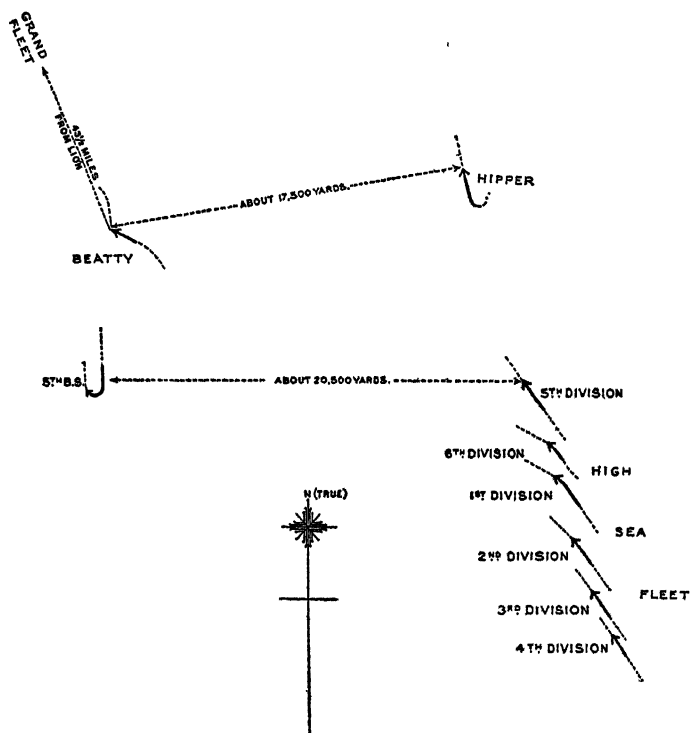 GRAND
FLEET
43½ MILES
FROM LION
ABOUT 17,500 YARDS.
HIPPER
BEATTY
5TH B.S.
ABOUT 20,500 YARDS.
5TH DIVISION
6TH DIVISION
HIGH
1ST DIVISION
N (TRUE)
SEA
2ND DIVISION
FLEET
3RD DIVISION
4TH DIVISION